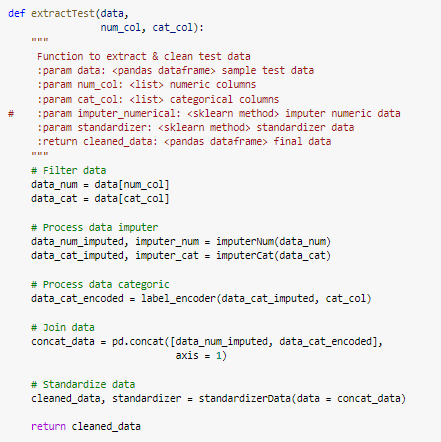 def extractTest(data,
                num_col, cat_col):
    """
     Function to extract & clean test data
     :param data: <pandas dataframe> sample test data
     :param num_col: <list> numeric columns
     :param cat_col: <list> categorical columns
#    :param imputer_numerical: <sklearn method> imputer numeric data
     :param standardizer: <sklearn method> standardizer data
     :return cleaned_data: <pandas dataframe> final data
    """
    # Filter data
    data_num = data[num_col]
    data_cat = data[cat_col]

    # Process data imputer
    data_num_imputed, imputer_num = imputerNum(data_num)
    data_cat_imputed, imputer_cat = imputerCat(data_cat)

    # Process data categoric
    data_cat_encoded = label_encoder(data_cat_imputed, cat_col)

    # Join data
    concat_data = pd.concat([data_num_imputed, data_cat_encoded],
                             axis = 1)

    # Standardize data
    cleaned_data, standardizer = standardizerData(data = concat_data)

    return cleaned_data